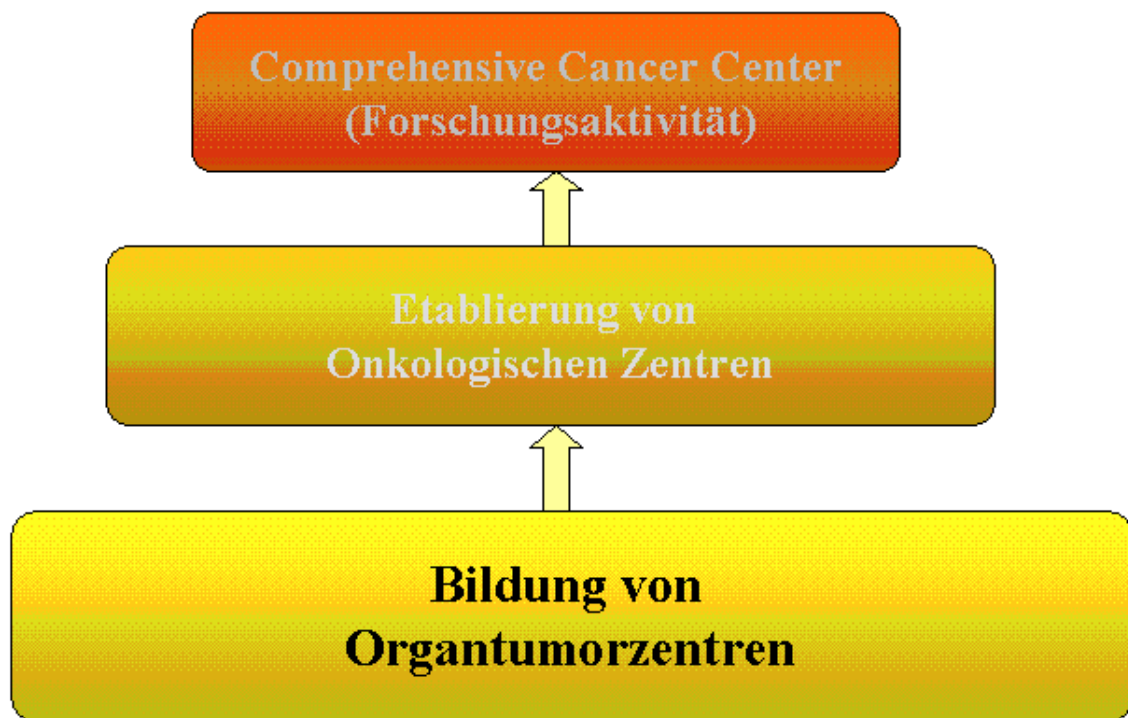 Comprehensive Cancer Center
(Forschungsaktivität)
Etablierung von
Onkologischen Zentren
Bildung von
Organtumorzentren